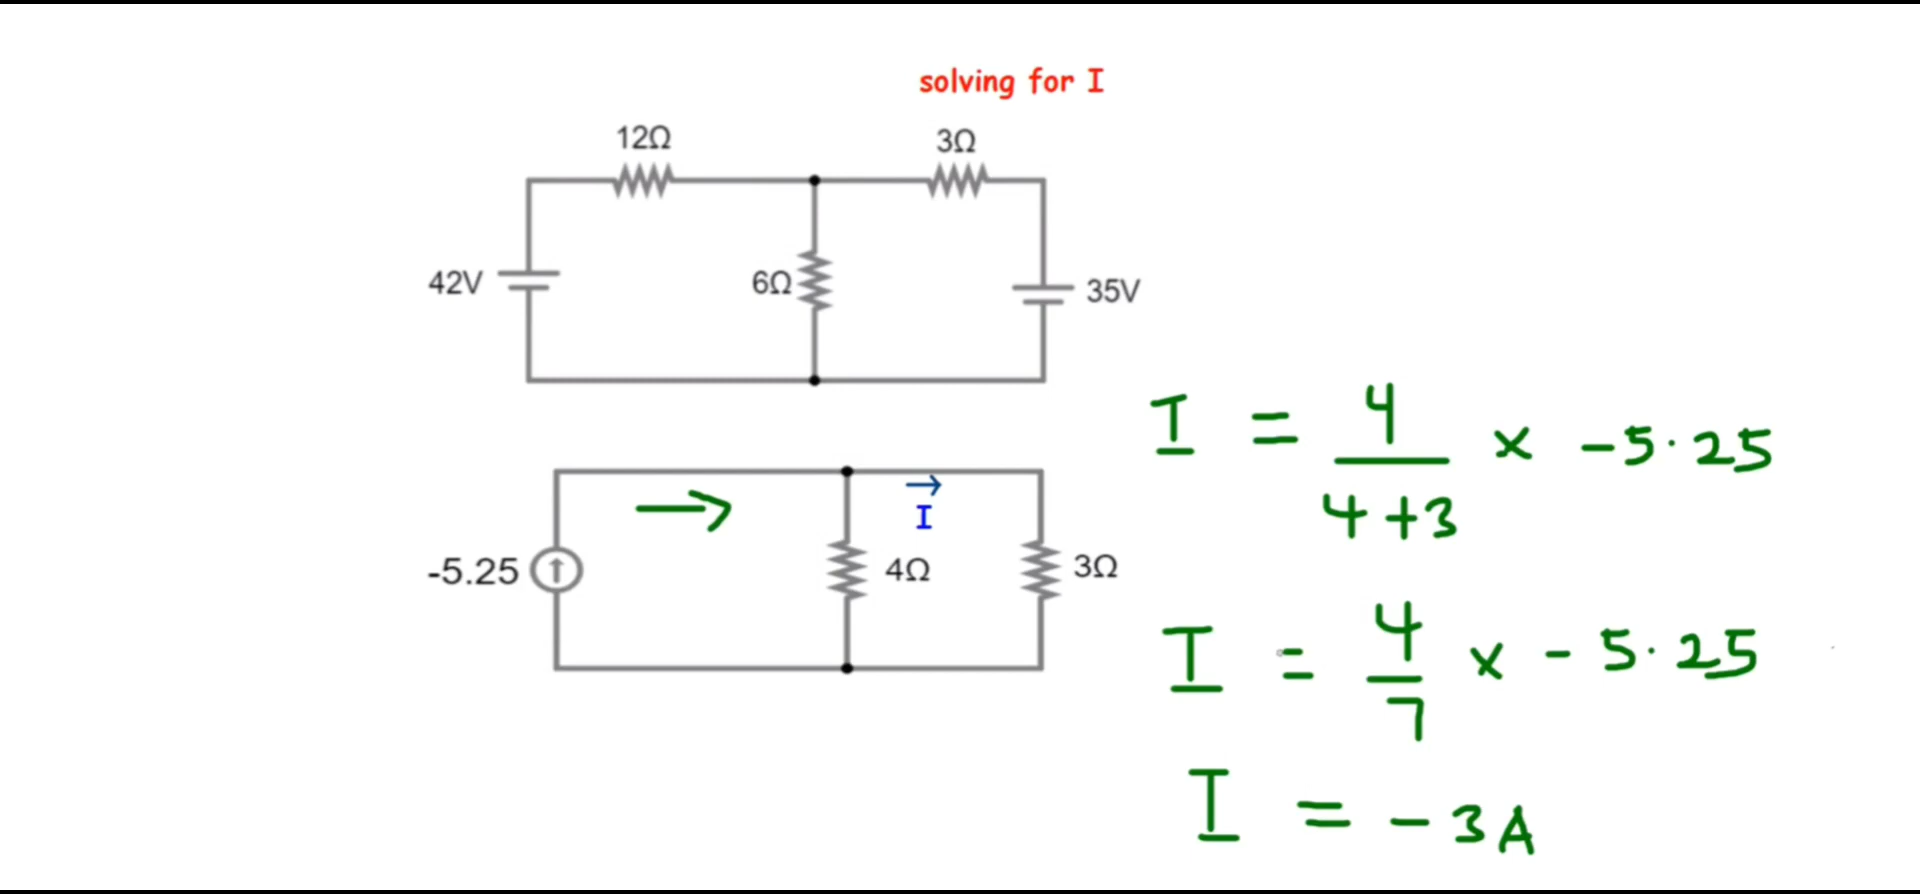 solving for I
12Ω
3Ω
42V
6Ω
35V
I = 4/4+3 x -5.25
I
-5.25
4Ω
3Ω
I = 4/7 x -5.25
I = -3A